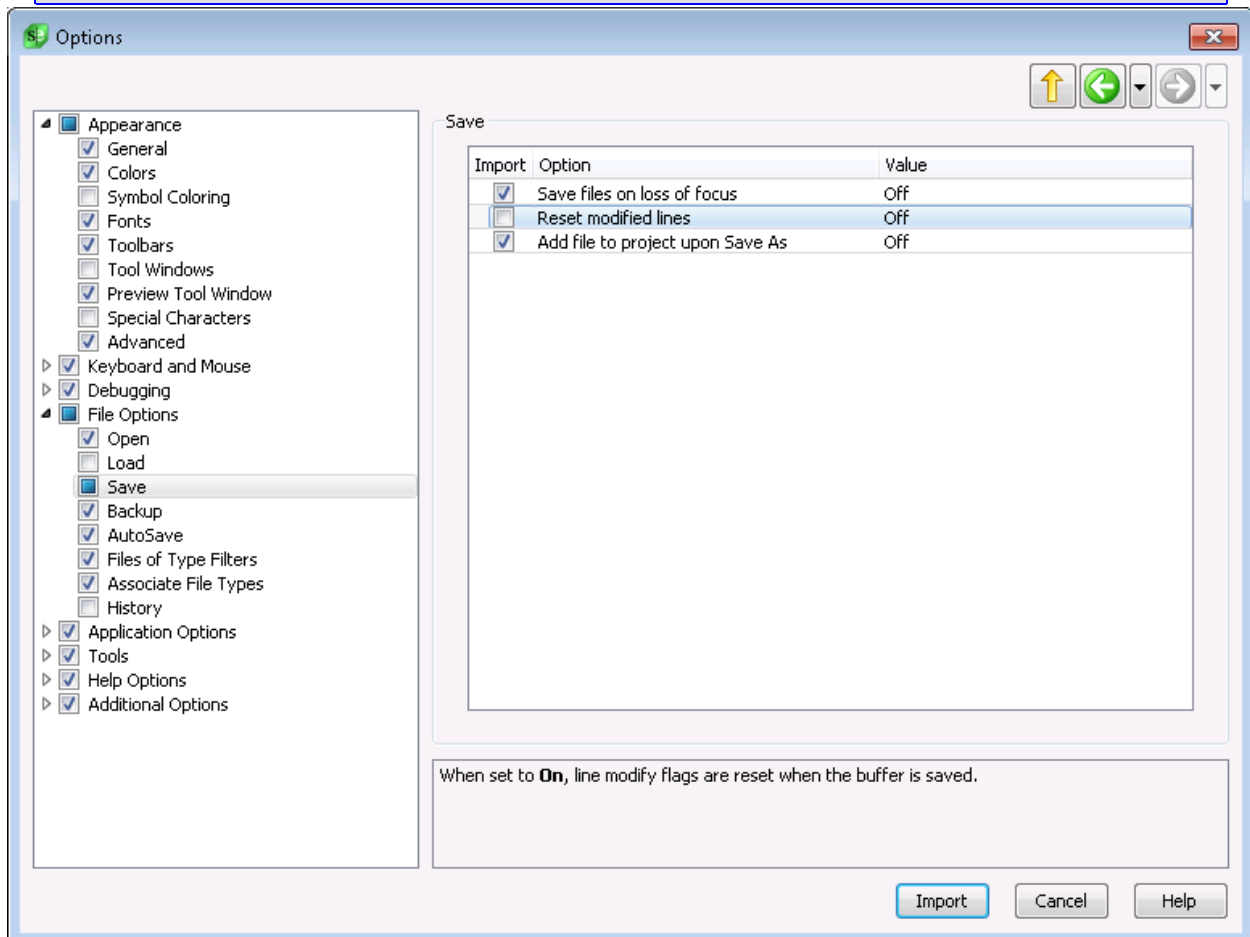 Options
Appearance
General
Colors
Symbol Coloring
Fonts
Toolbars
Tool Windows
Preview Tool Window
Special Characters
Advanced
Keyboard and Mouse
Debugging
File Options
Open
Load
Save
Backup
AutoSave
Files of Type Filters
Associate File Types
History
Application Options
Tools
Help Options
Additional Options
Save
Import Option Value
Save files on loss of focus Off
Reset modified lines Off
Add file to project upon Save As Off
When set to On, line modify flags are reset when the buffer is saved.
Import Cancel Help